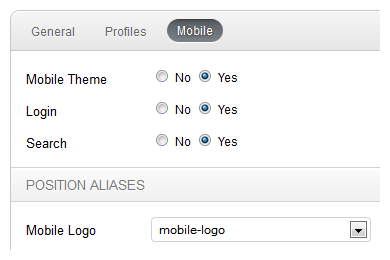 General Profiles Mobile
Mobile Theme No Yes
Login No Yes
Search No Yes
POSITION ALIASES
Mobile Logo mobile-logo